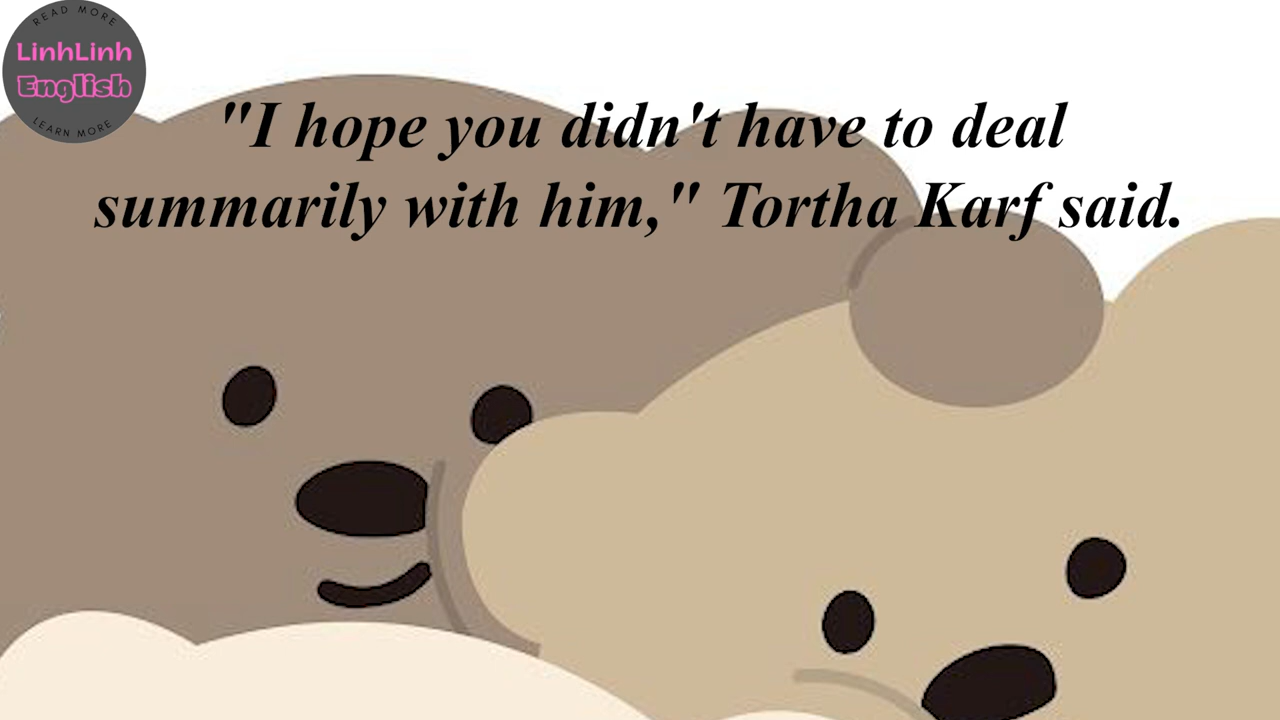 READ MORE
LinhLinh
English
LEARN MORE
"I hope you didn't have to deal
summarily with him," Tortha Karf said.